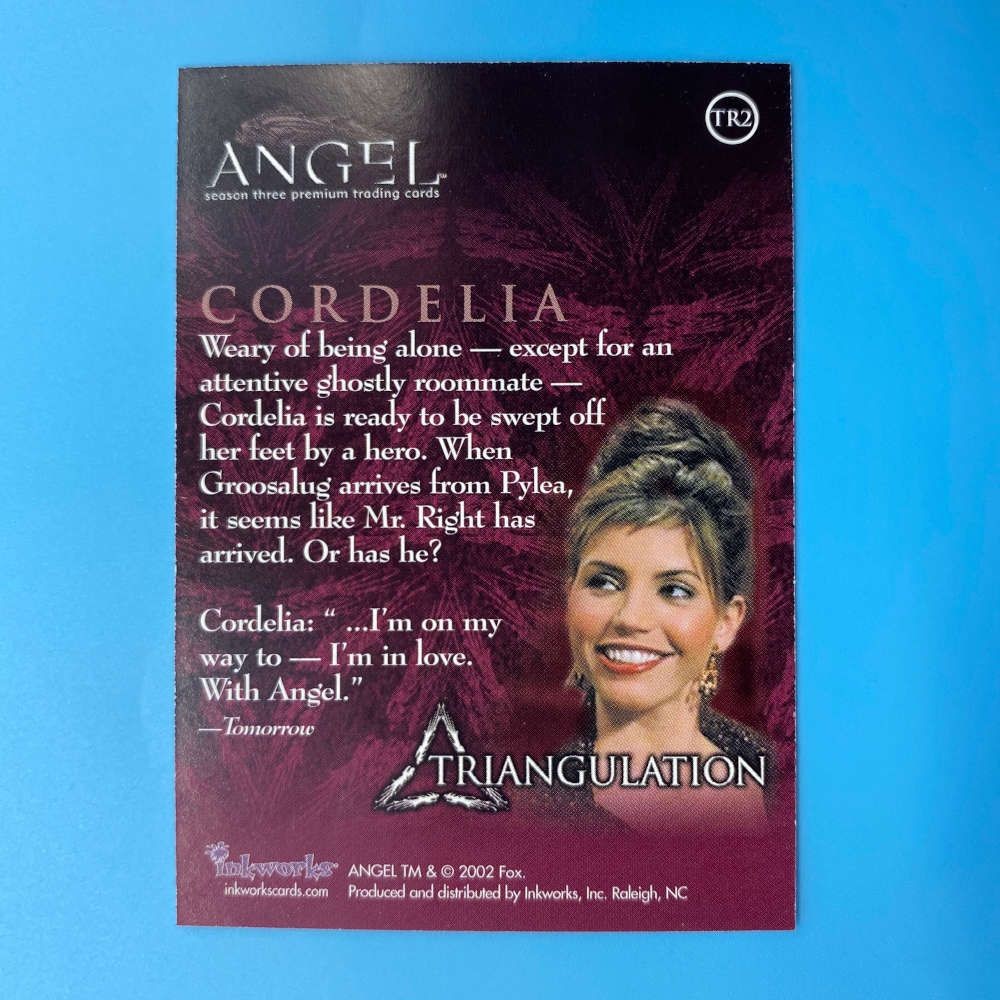 TR2
ANGEL™
season three premium trading cards
CORDELIA
Weary of being alone — except for an
attentive ghostly roommate —
Cordelia is ready to be swept off
her feet by a hero. When
Groosalug arrives from Pylea,
it seems like Mr. Right has
arrived. Or has he?
Cordelia: “ ...I'm on my
way to — I'm in love.
With Angel.”
—Tomorrow
TRIANGULATION
inkworks™
inkworkscards.com
ANGEL TM & © 2002 Fox.
Produced and distributed by Inkworks, Inc. Raleigh, NC